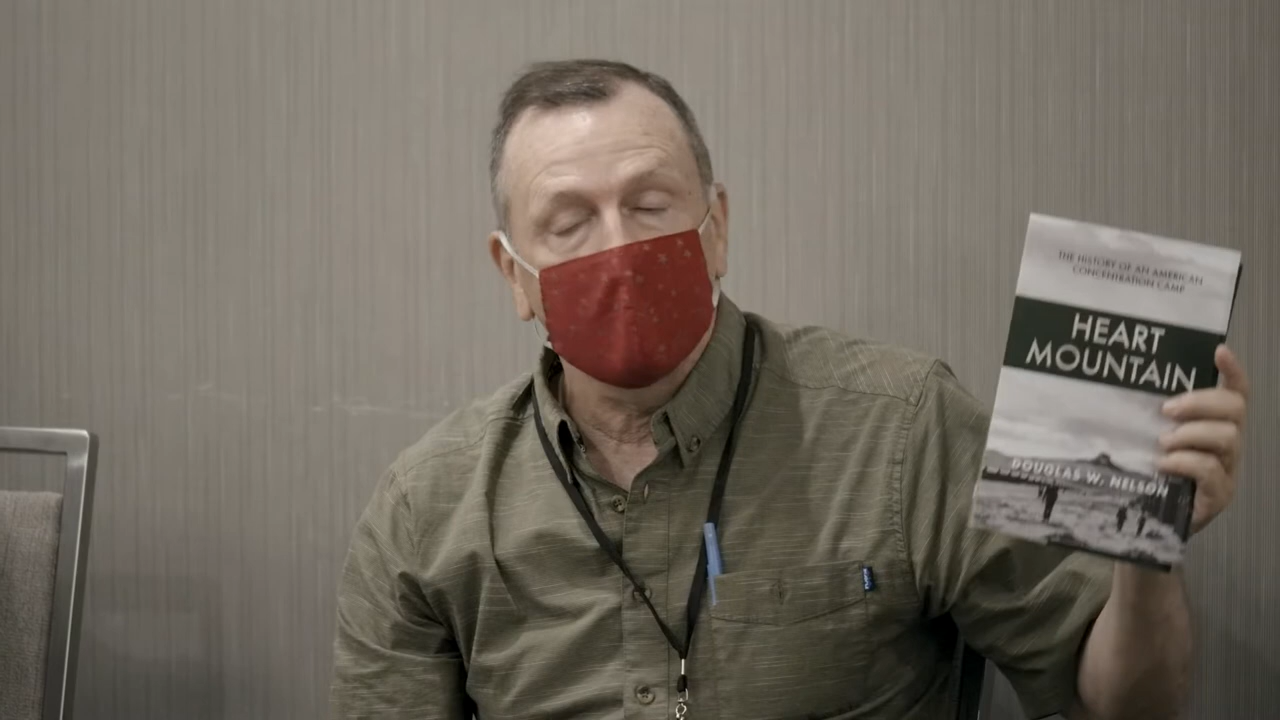 THE HISTORY OF AN AMERICAN
CONCENTRATION CAMP
HEART
MOUNTAIN
DOUGLAS W. NELSON